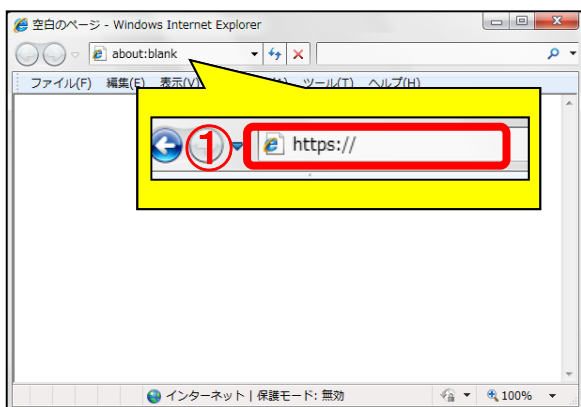 空白のページ - Windows Internet Explorer
about:blank
ファイル(F) 編集(E) 表示(V) ツール(T) ヘルプ(H)
① https://
インターネット | 保護モード: 無効 100%